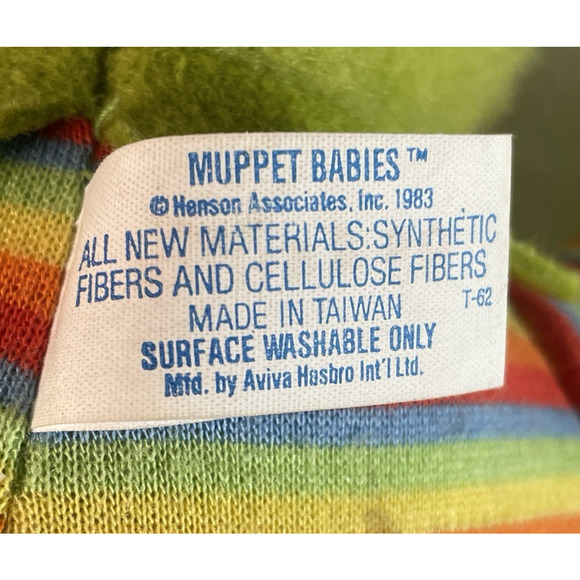 MUPPET BABIES™
© Henson Associates, Inc. 1983
ALL NEW MATERIALS:SYNTHETIC
FIBERS AND CELLULOSE FIBERS
MADE IN TAIWAN T-62
SURFACE WASHABLE ONLY
Mfd. by Aviva Hasbro Int'l Ltd.